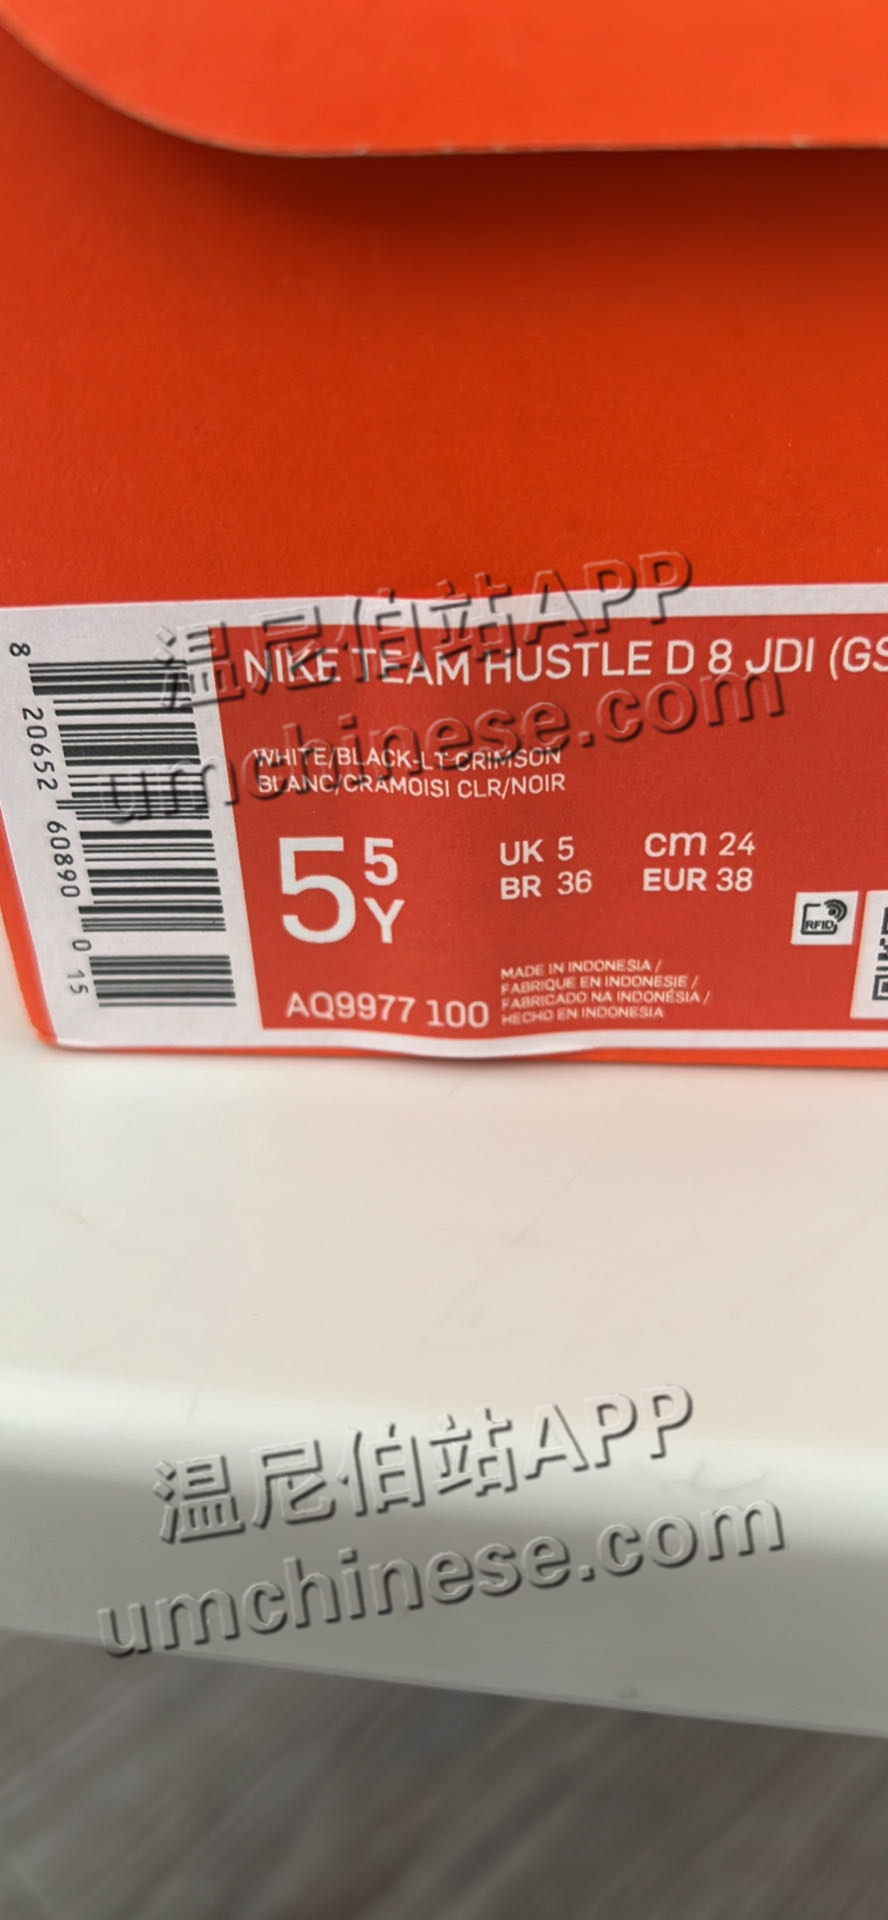 NIKE TEAM HUSTLE D 8 JDI (GS
WHITE/BLACK-LT CRIMSON
BLANC/CRAMOISI CLR/NOIR
5 5 Y
UK 5
cm 24
BR 36
EUR 38
RFID
MADE IN INDONESIA /
FABRIQUE EN INDONESIE /
FABRICADO NA INDONÉSIA /
HECHO EN INDONESIA
AQ9977 100
8 20652 60890 0 15
温尼伯站APP
umchinese.com
温尼伯站APP
umchinese.com